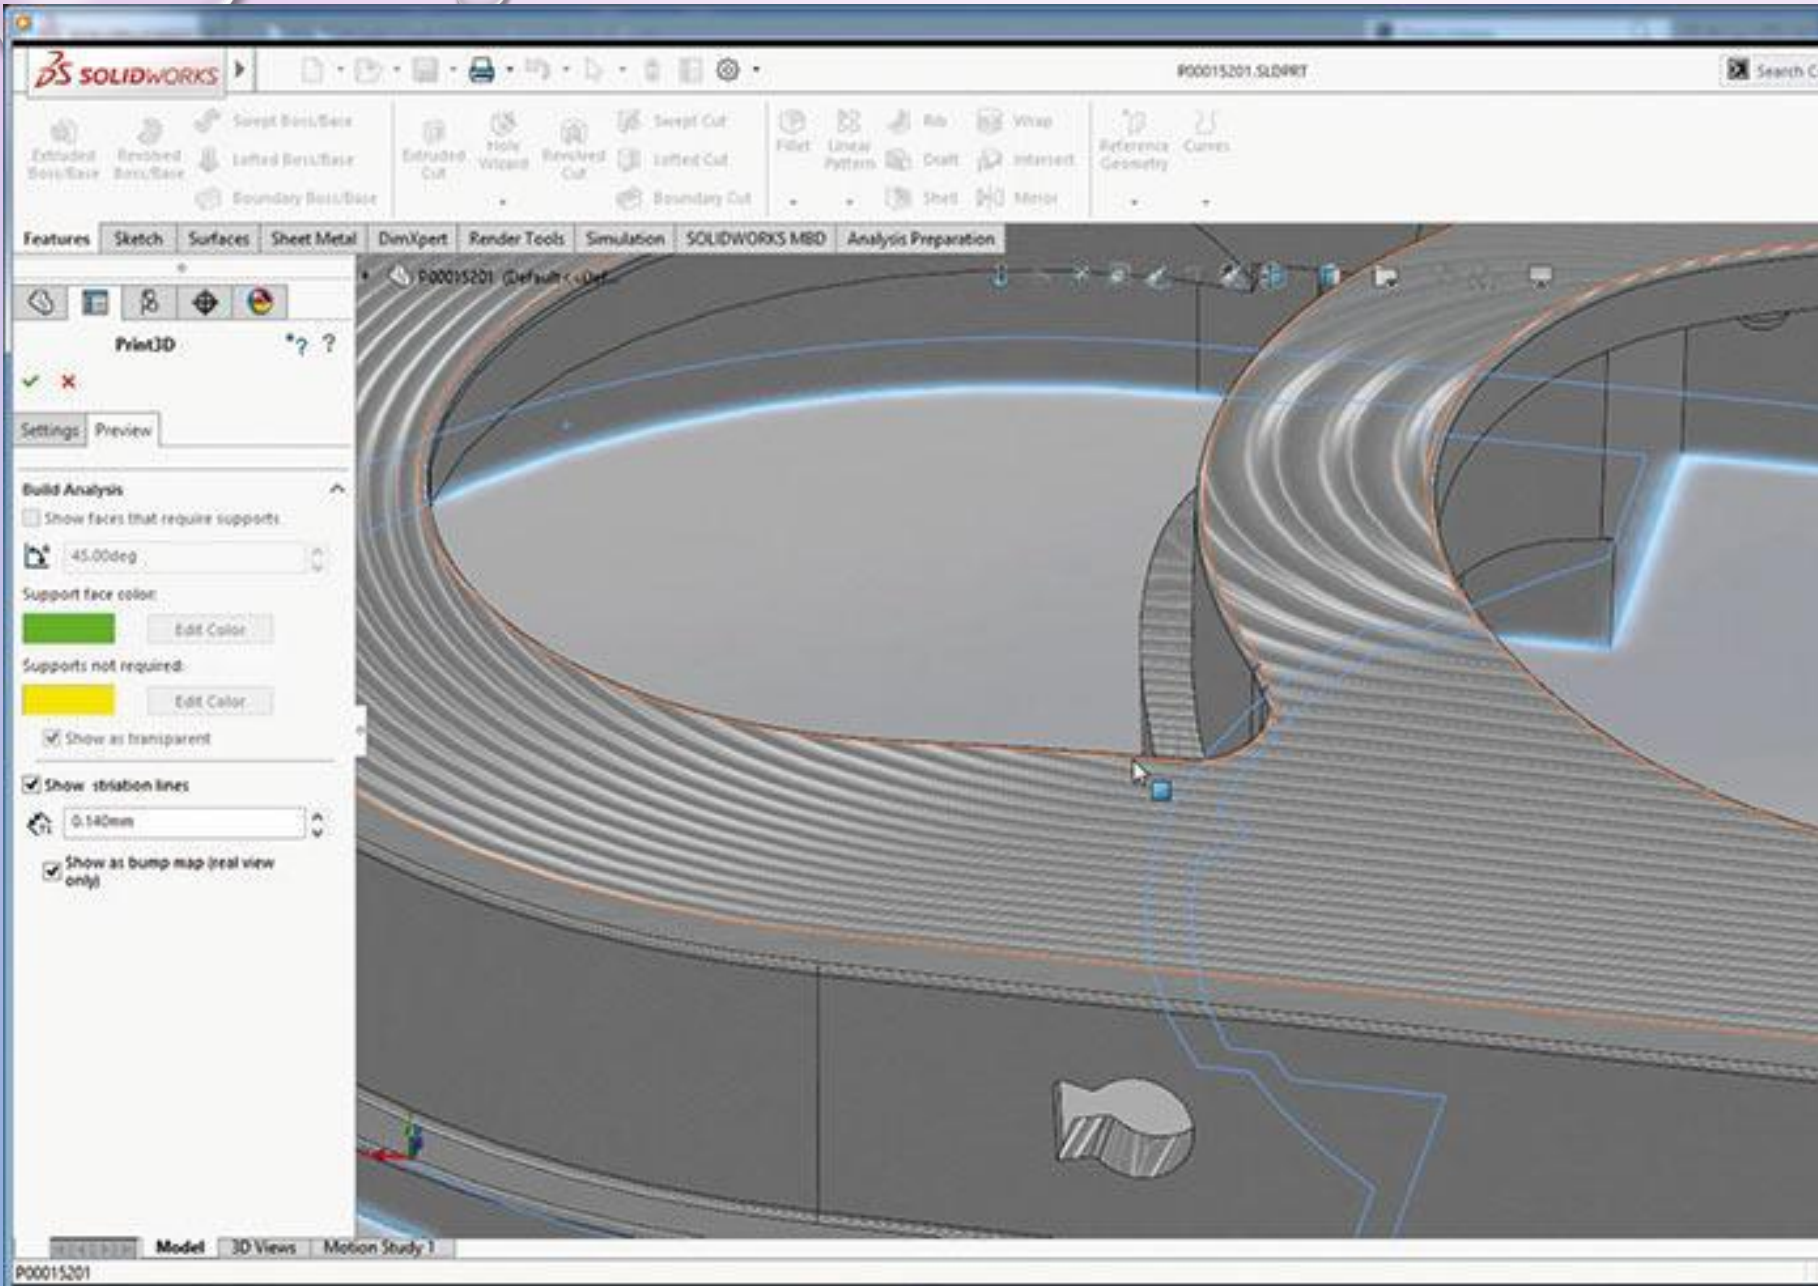 SOLIDWORKS
P00015201.SLDPRT
Search C
Extruded Boss/Base
Revolved Boss/Base
Swept Boss/Base
Lofted Boss/Base
Boundary Boss/Base
Extruded Cut
Hole Wizard
Revolved Cut
Swept Cut
Lofted Cut
Boundary Cut
Fillet
Linear Pattern
Rib
Draft
Shell
Wrap
Intersect
Mirror
Reference Geometry
Curves
Features Sketch Surfaces Sheet Metal DimXpert Render Tools Simulation SOLIDWORKS MBD Analysis Preparation
P00015201 (Default<<Def...
Print3D
Settings Preview
Build Analysis
Show faces that require supports
45.00deg
Support face color:
Edit Color
Supports not required:
Edit Color
Show as transparent
Show striation lines
0.140mm
Show as bump map (real view
only)
Model 3D Views Motion Study 1
P00015201